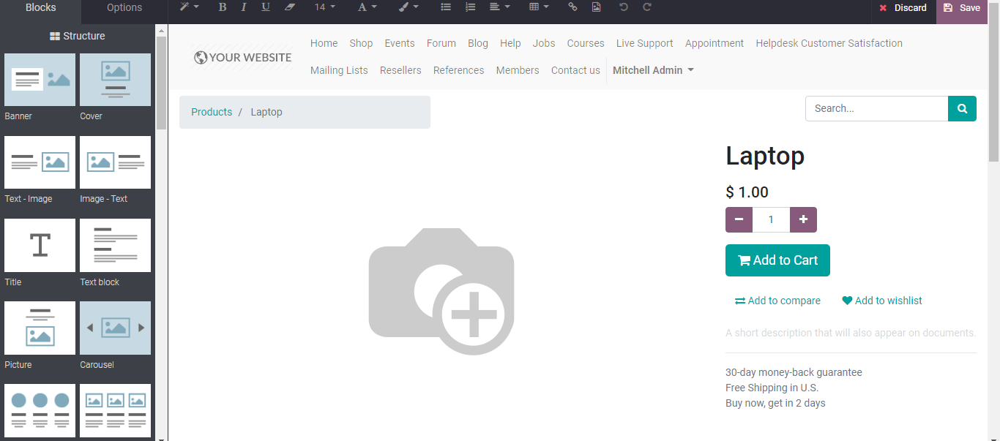 Blocks Options B I U 14 A Discard Save
Structure
Banner Cover
Text - Image Image - Text
Title Text block
Picture Carousel
YOUR WEBSITE
Home Shop Events Forum Blog Help Jobs Courses Live Support Appointment Helpdesk Customer Satisfaction
Mailing Lists Resellers References Members Contact us Mitchell Admin
Products / Laptop
Search...
Laptop
$ 1.00
1
Add to Cart
Add to compare Add to wishlist
A short description that will also appear on documents.
30-day money-back guarantee
Free Shipping in U.S.
Buy now, get in 2 days